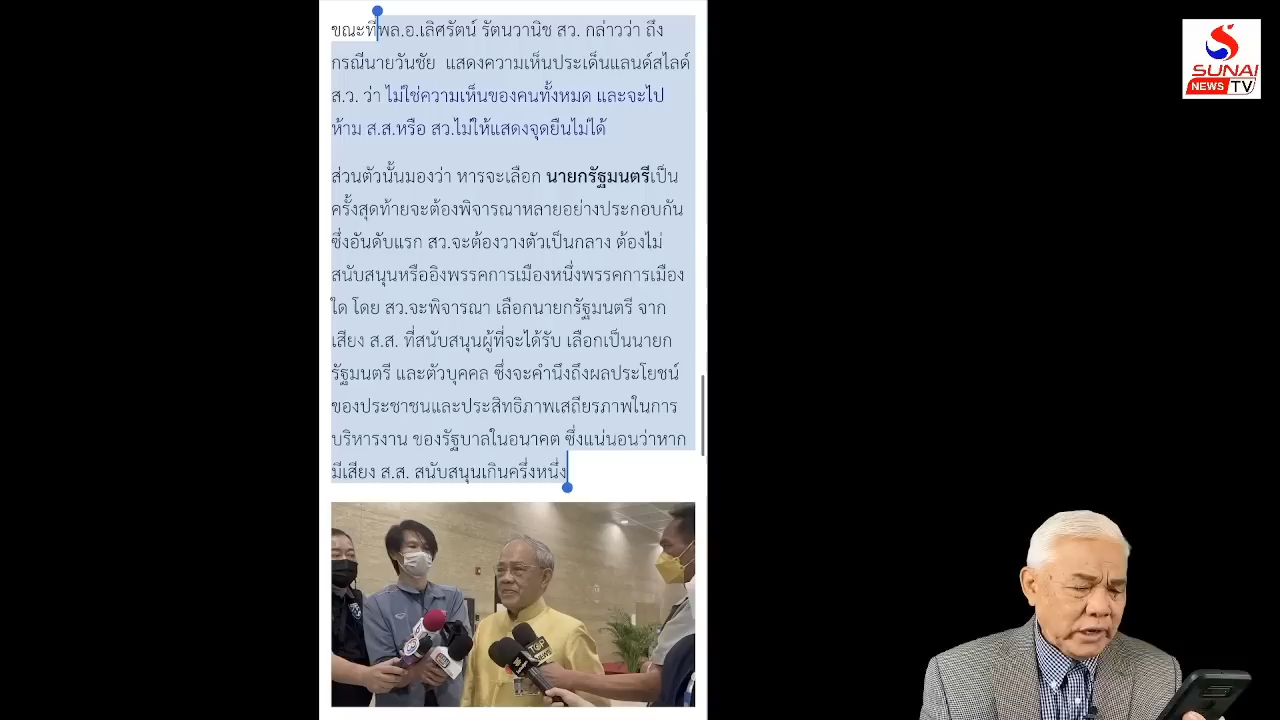 ขณะที่พล.อ.เลิศรัตน์ รัตนวานิช สว. กล่าวว่า ถึง
กรณีนายวันชัย แสดงความเห็นประเด็นแลนด์สไลด์
ส.ว. ว่า ไม่ใช่ความเห็นของคนทั้งหมด และจะไป
ห้าม ส.ส.หรือ สว.ไม่ให้แสดงจุดยืนไม่ได้
ส่วนตัวนั้นมองว่า หารจะเลือก นายกรัฐมนตรีเป็น
ครั้งสุดท้ายจะต้องพิจารณาหลายอย่างประกอบกัน
ซึ่งอันดับแรก สว.จะต้องวางตัวเป็นกลาง ต้องไม่
สนับสนุนหรืออิงพรรคการเมืองหนึ่งพรรคการเมือง
ใด โดย สว.จะพิจารณา เลือกนายกรัฐมนตรี จาก
เสียง ส.ส. ที่สนับสนุนผู้ที่จะได้รับ เลือกเป็นนายก
รัฐมนตรี และตัวบุคคล ซึ่งจะคำนึงถึงผลประโยชน์
ของประชาชนและประสิทธิภาพเสถียรภาพในการ
บริหารงาน ของรัฐบาลในอนาคต ซึ่งแน่นอนว่าหาก
มีเสียง ส.ส. สนับสนุนเกินครึ่งหนึ่ง
SUNAI
NEWS TV
TOP
NEWS